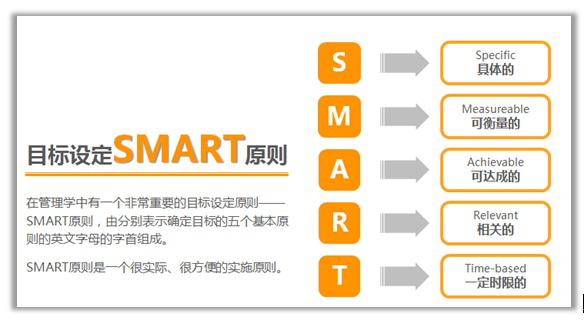 目标设定SMART原则
在管理学中有一个非常重要的目标设定原则——
SMART原则，由分别表示确定目标的五个基本原
则的英文字母的字首组成。
SMART原则是一个很实际、很方便的实施原则。
S
Specific
具体的
M
Measureable
可衡量的
A
Achievable
可达成的
R
Relevant
相关的
T
Time-based
一定时限的